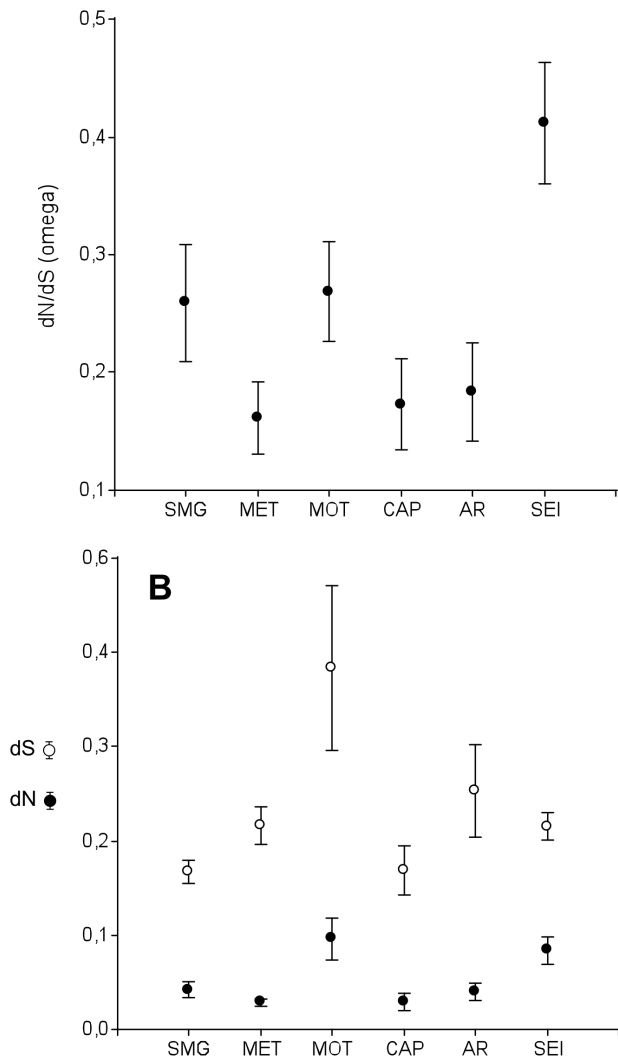 0,5
0,4
0,3
0,2
0,1
dN/dS (omega)
SMG MET MOT CAP AR SEI
B
0,6
0,5
0,4
0,3
0,2
0,1
0,0
dS
dN
SMG MET MOT CAP AR SEI